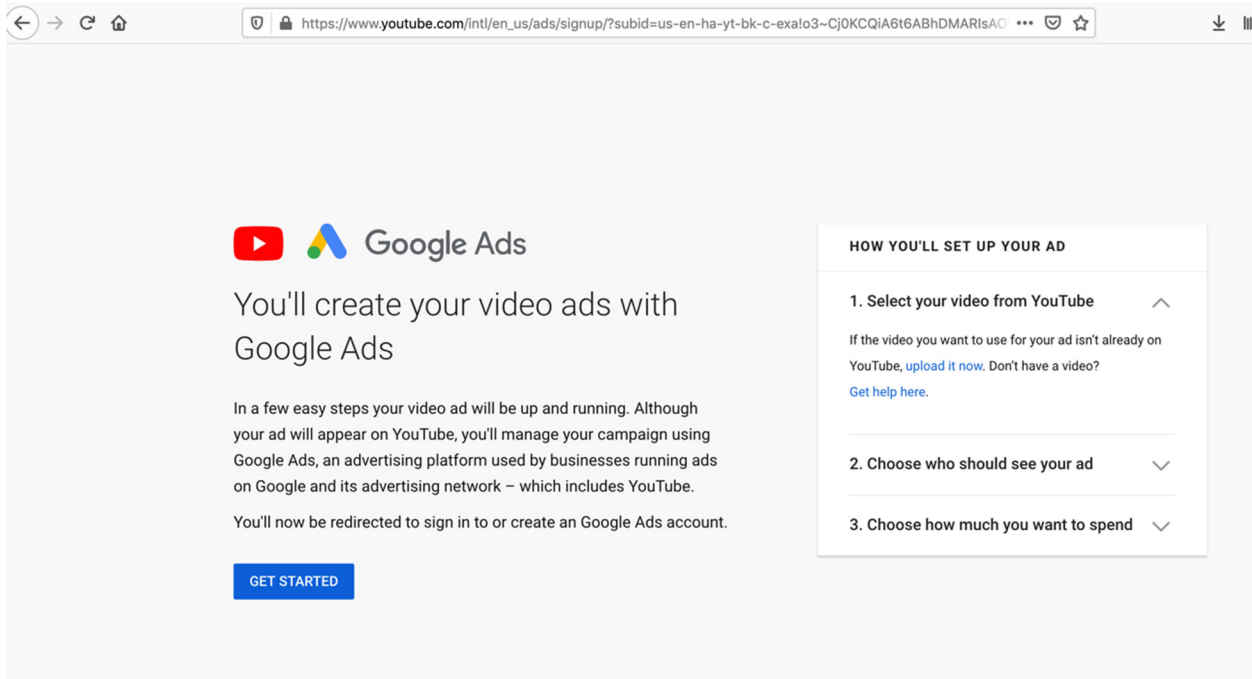 https://www.youtube.com/intl/en_us/ads/signup/?subid=us-en-ha-yt-bk-c-exa!o3~Cj0KCQiA6t6ABhDMARIsAO
Google Ads
You'll create your video ads with
Google Ads
In a few easy steps your video ad will be up and running. Although
your ad will appear on YouTube, you'll manage your campaign using
Google Ads, an advertising platform used by businesses running ads
on Google and its advertising network – which includes YouTube.
You'll now be redirected to sign in to or create an Google Ads account.
GET STARTED
HOW YOU'LL SET UP YOUR AD
1. Select your video from YouTube
If the video you want to use for your ad isn't already on
YouTube, upload it now. Don't have a video?
Get help here.
2. Choose who should see your ad
3. Choose how much you want to spend